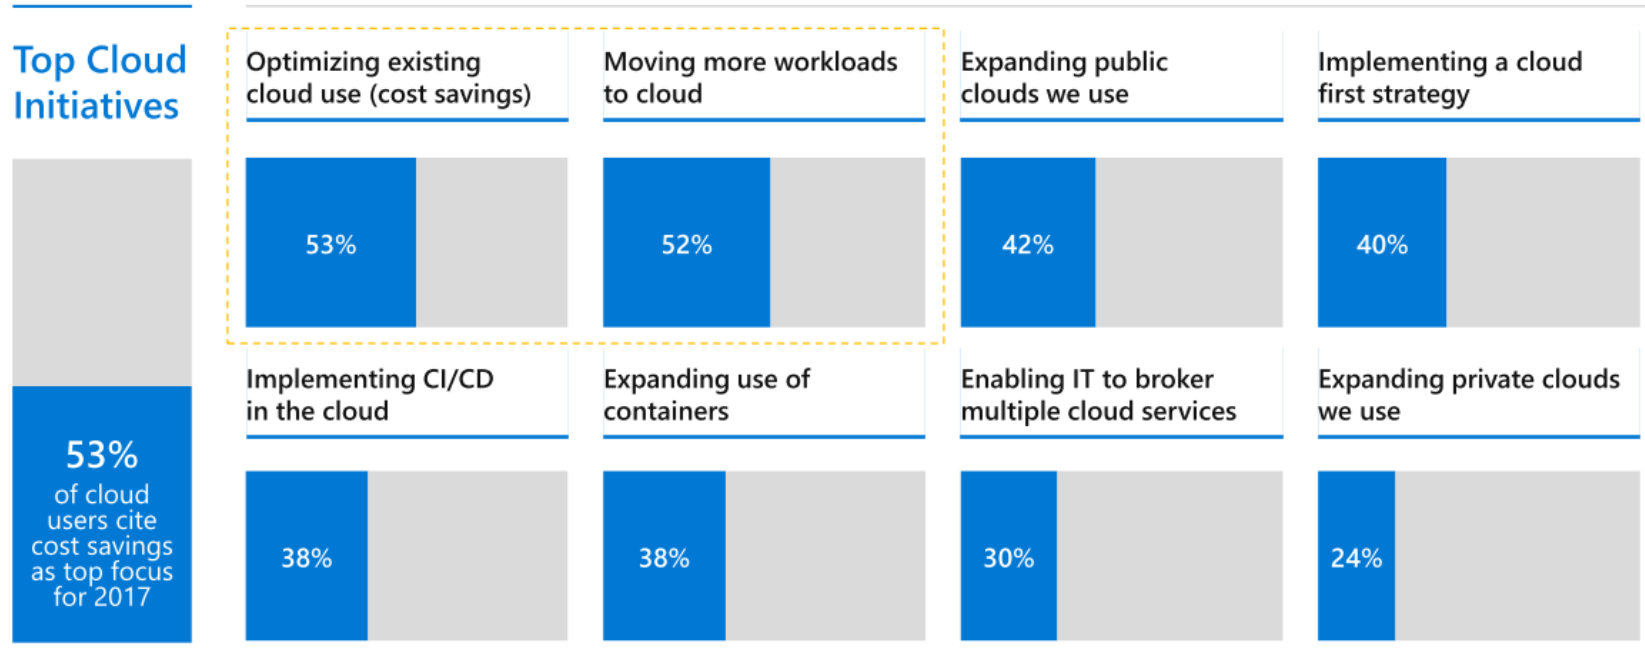 Top Cloud
Initiatives
53%
of cloud
users cite
cost savings
as top focus
for 2017
Optimizing existing
cloud use (cost savings)
53%
Moving more workloads
to cloud
52%
Expanding public
clouds we use
42%
Implementing a cloud
first strategy
40%
Implementing CI/CD
in the cloud
38%
Expanding use of
containers
38%
Enabling IT to broker
multiple cloud services
30%
Expanding private clouds
we use
24%